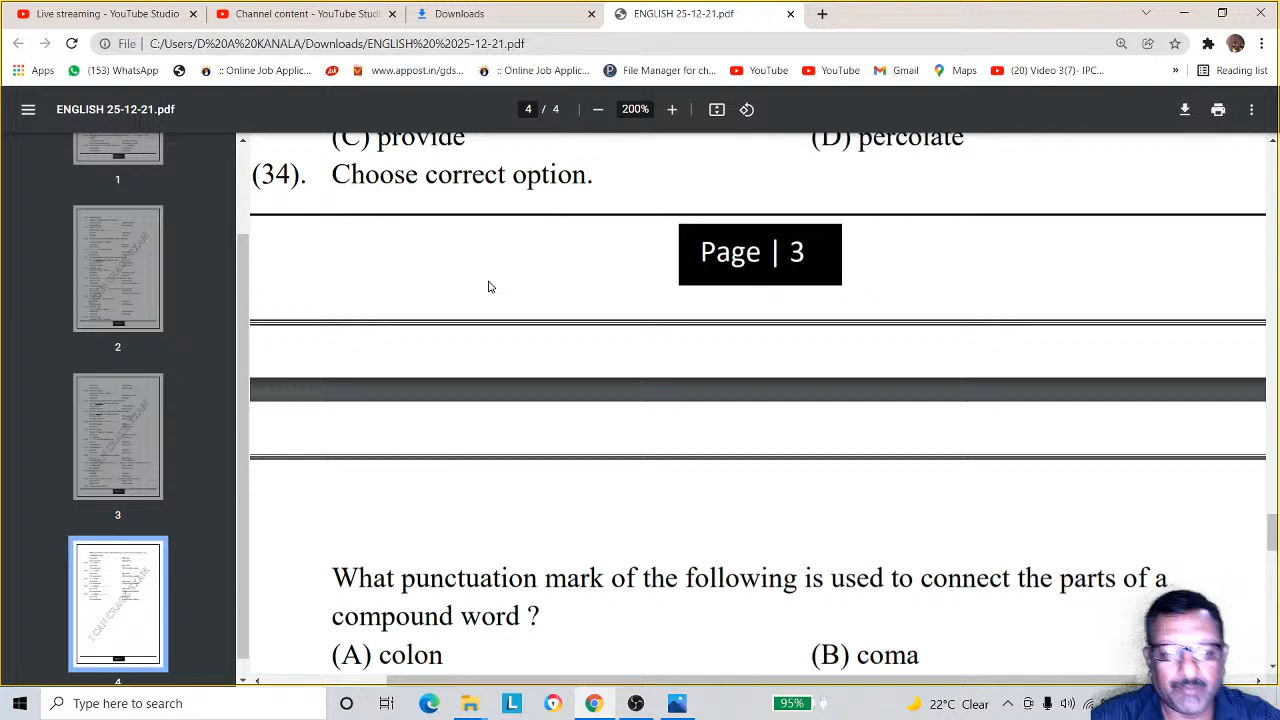 Live streaming - YouTube Studio
Channel content - YouTube Studi
Downloads
ENGLISH 25-12-21.pdf
File | C:/Users/D%20A%20KANALA/Downloads/ENGLISH%20%2025-12-21.pdf
Apps
(153) WhatsApp
:: Online Job Applic...
www.appost.in/gd...
:: Online Job Applic...
File Manager for ch...
YouTube
YouTube
Gmail
Maps
(20) Video 3(7)- IPC...
»
Reading list
ENGLISH 25-12-21.pdf
4 / 4
200%
(C) provide (D) percolate
(34). Choose correct option.
Page | 3
1
2
3
4
What punctuation mark of the following is used to connect the parts of a
compound word ?
(A) colon (B) coma
Type here to search
95%
22°C Clear